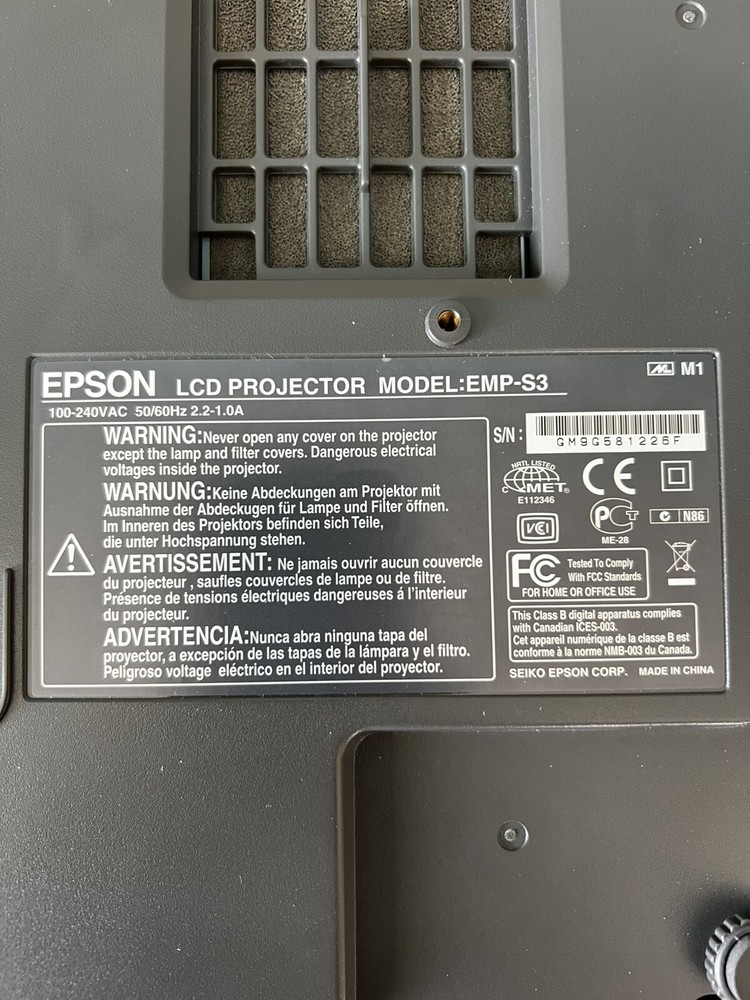 EPSON LCD PROJECTOR MODEL:EMP-S3
M1
100-240VAC 50/60Hz 2.2-1.0A
WARNING:Never open any cover on the projector
except the lamp and filter covers. Dangerous electrical
voltages inside the projector.
WARNUNG:Keine Abdeckungen am Projektor mit
Ausnahme der Abdeckugen für Lampe und Filter öffnen.
Im Inneren des Projektors befinden sich Teile,
die unter Hochspannung stehen.
AVERTISSEMENT: Ne jamais ouvrir aucun couvercle
du projecteur , saufles couvercles de lampe ou de filtre.
Présence de tensions électriques dangereuses á l'interieur
du projecteur.
ADVERTENCIA:Nunca abra ninguna tapa del
proyector, a excepción de las tapas de la lámpara y el filtro.
Peligroso voltage eléctrico en el interior del proyector.
S/N :
GM9G581226F
NRTL LISTED
C MET®
E112346
CE
VCI
PCT
ME-28
N86
FC Tested To Comply
With FCC Standards
FOR HOME OR OFFICE USE
This Class B digital apparatus complies
with Canadian ICES-003.
Cet appareil numérique de la classe B est
conforme à la norme NMB-003 du Canada.
SEIKO EPSON CORP. MADE IN CHINA